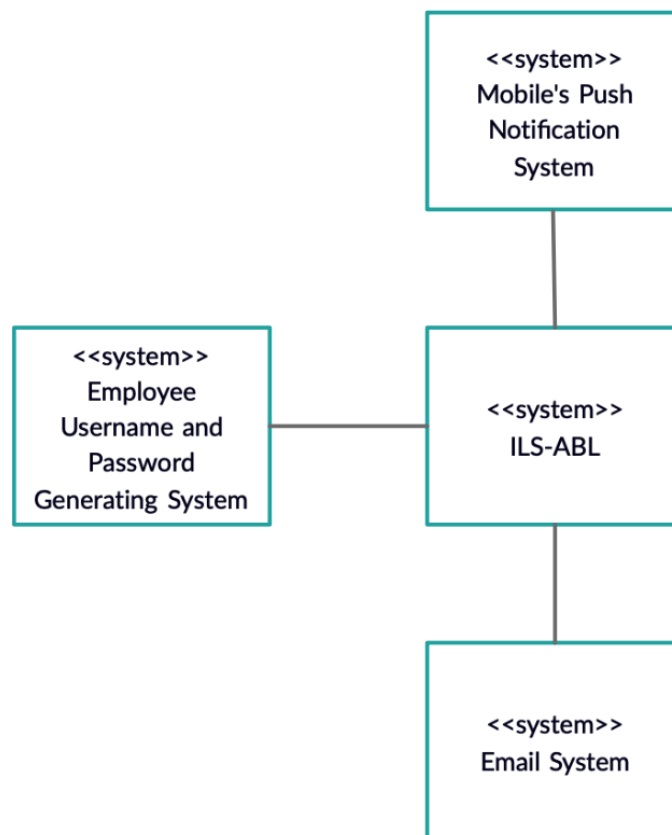 <<system>>
Mobile's Push
Notification
System
<<system>>
Employee
Username and
Password
Generating System
<<system>>
ILS-ABL
<<system>>
Email System